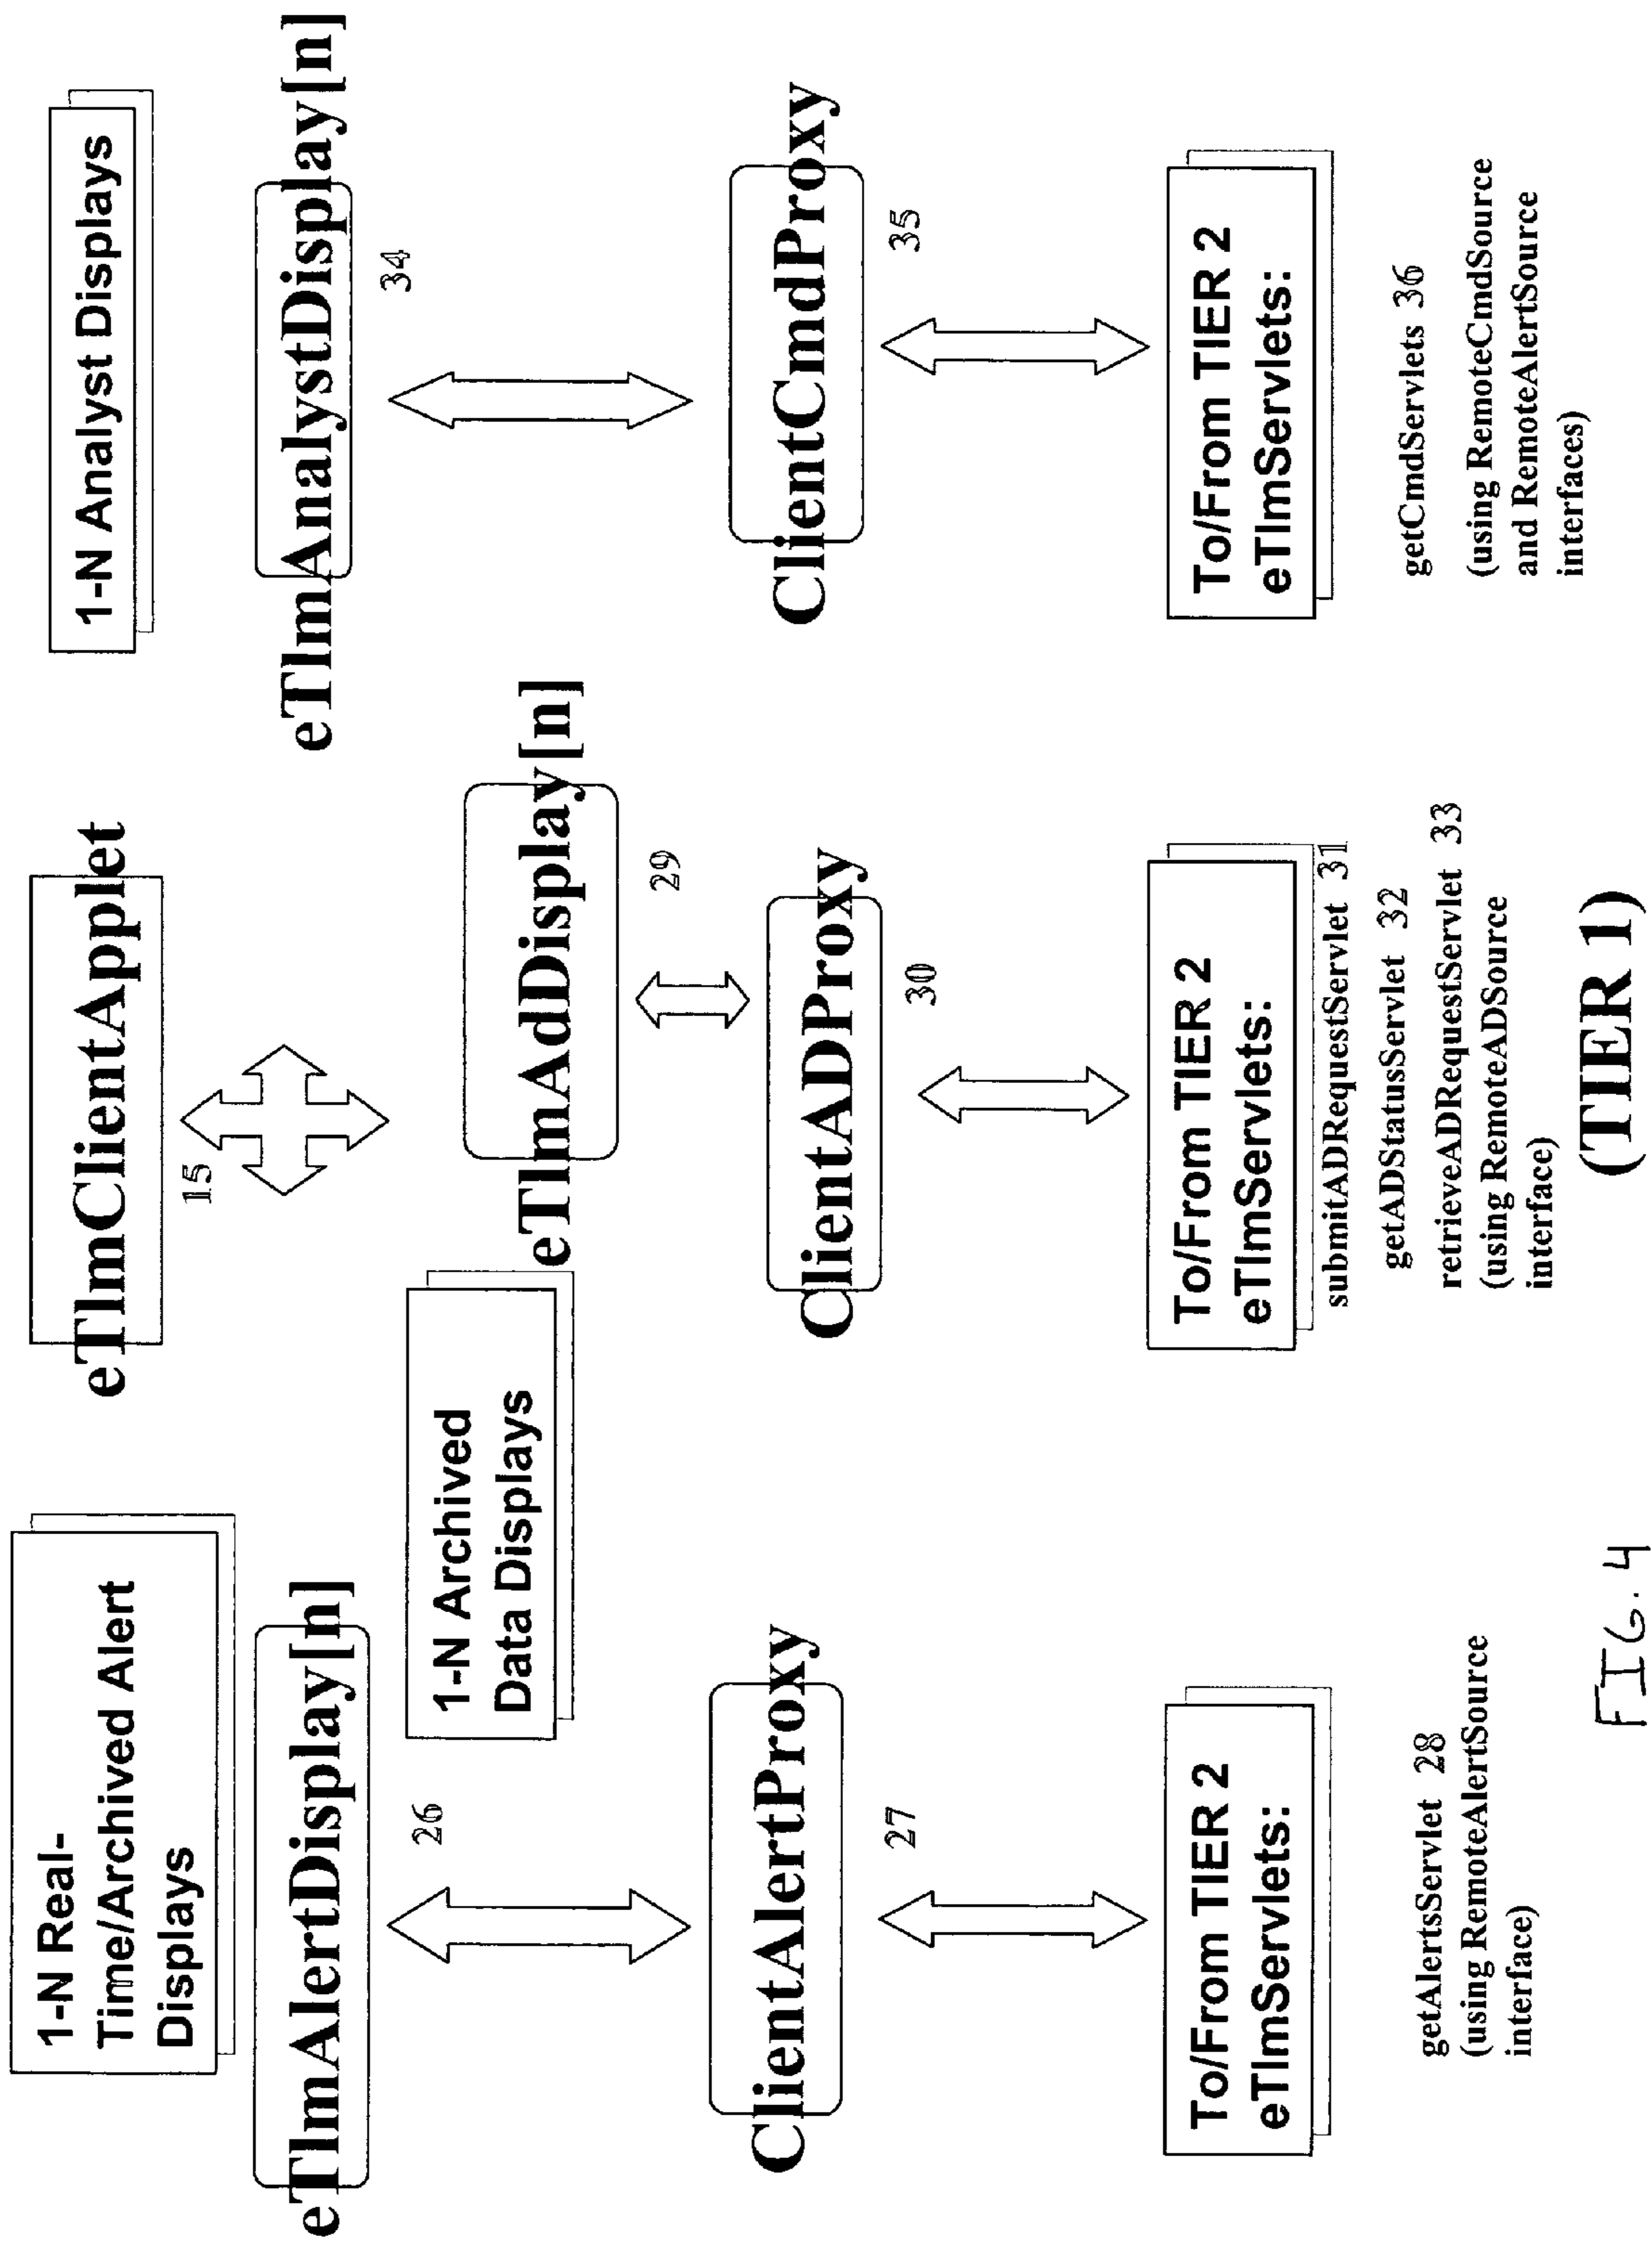 1-N Real-
Time/Archived Alert
Displays
eTlmAlertDisplay[n]
26
ClientAlertProxy
27
To/From TIER 2
eTlmServlets:
getAlertsServlet 28
(using RemoteAlertSource
interface)
eTlmClientApplet
15
1-N Archived
Data Displays
eTlmAdDisplay[n]
29
ClientADProxy
30
To/From TIER 2
eTlmServlets:
submitADRequestServlet 31
getADStatusServlet 32
retrieveADRequestServlet 33
(using RemoteADSource
interface)
1-N Analyst Displays
eTlmAnalystDisplay[n]
34
ClientCmdProxy
35
To/From TIER 2
eTlmServlets:
getCmdServlets 36
(using RemoteCmdSource
and RemoteAlertSource
interfaces)
(TIER 1)
FIG. 4